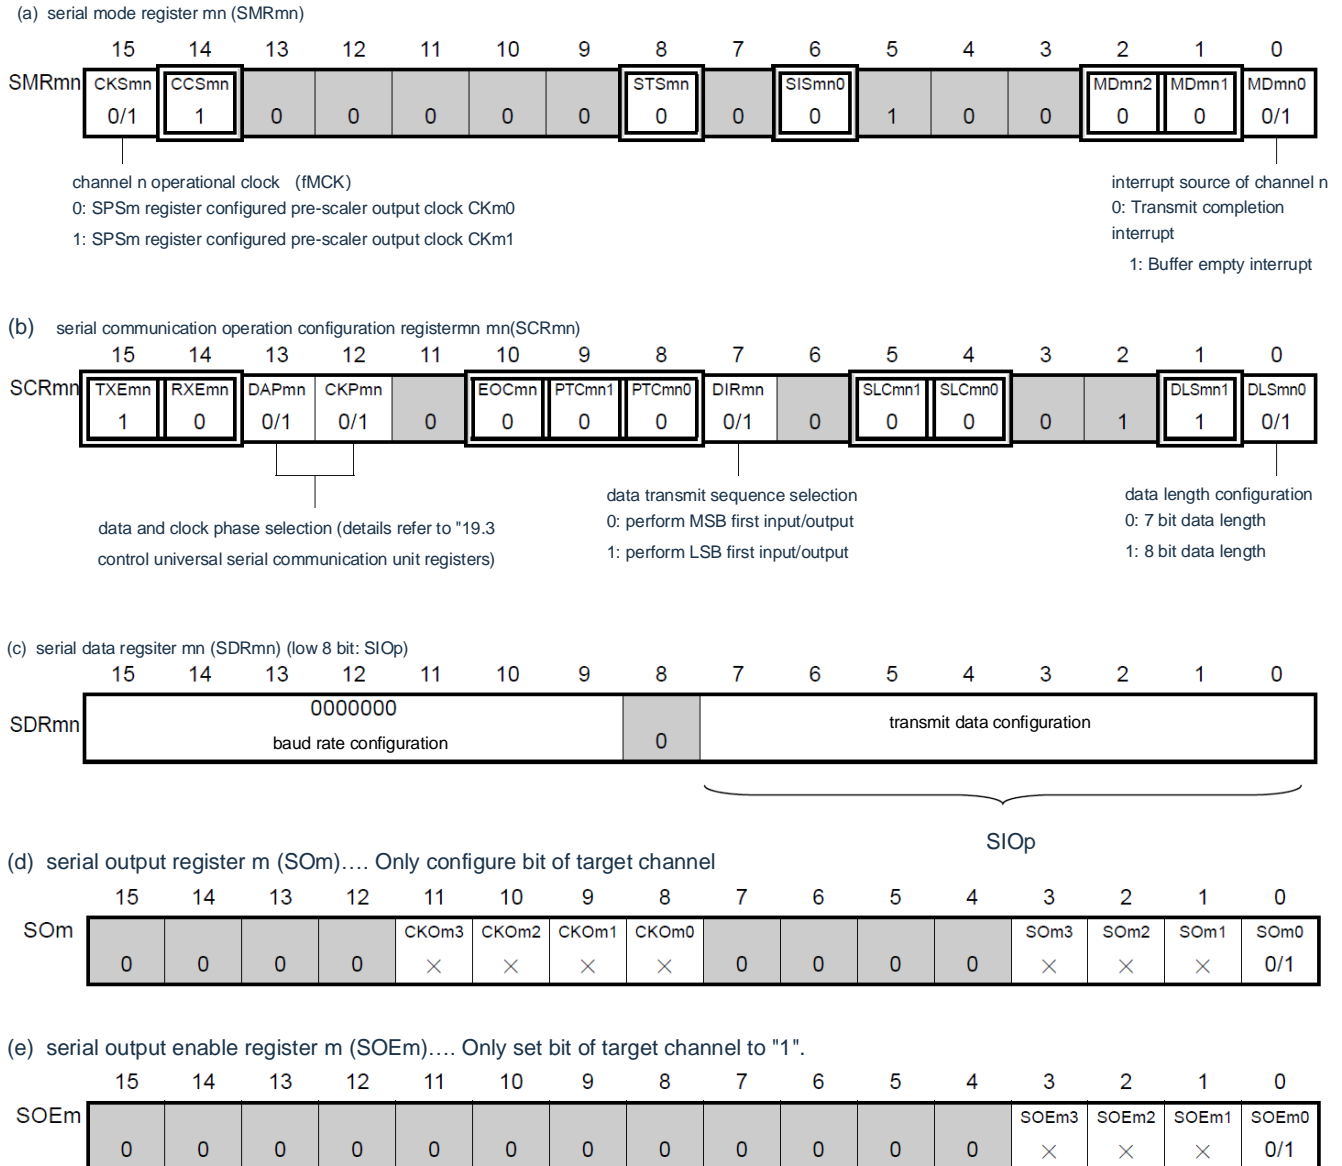 (a) serial mode register mn (SMRmn)
15 14 13 12 11 10 9 8 7 6 5 4 3 2 1 0
SMRmn CKSmn CCSmn STSmn SISmn0 MDmn2 MDmn1 MDmn0
0/1 1 0 0 0 0 0 0 0 0 1 0 0 0 0 0/1
channel n operational clock (fMCK)
0: SPSm register configured pre-scaler output clock CKm0
1: SPSm register configured pre-scaler output clock CKm1
interrupt source of channel n
0: Transmit completion
interrupt
1: Buffer empty interrupt
(b) serial communication operation configuration registermn mn(SCRmn)
15 14 13 12 11 10 9 8 7 6 5 4 3 2 1 0
SCRmn TXEmn RXEmn DAPmn CKPmn EOCmn PTCmn1 PTCmn0 DIRmn SLCmn1 SLCmn0 DLSmn1 DLSmn0
1 0 0/1 0/1 0 0 0 0 0/1 0 0 0 0 1 1 0/1
data and clock phase selection (details refer to "19.3
control universal serial communication unit registers)
data transmit sequence selection
0: perform MSB first input/output
1: perform LSB first input/output
data length configuration
0: 7 bit data length
1: 8 bit data length
(c) serial data regsiter mn (SDRmn) (low 8 bit: SIOp)
15 14 13 12 11 10 9 8 7 6 5 4 3 2 1 0
SDRmn
0000000
baud rate configuration
0
transmit data configuration
SIOp
(d) serial output register m (SOm)…. Only configure bit of target channel
15 14 13 12 11 10 9 8 7 6 5 4 3 2 1 0
SOm CKOm3 CKOm2 CKOm1 CKOm0 SOm3 SOm2 SOm1 SOm0
0 0 0 0 × × × × 0 0 0 0 × × × 0/1
(e) serial output enable register m (SOEm)…. Only set bit of target channel to "1".
15 14 13 12 11 10 9 8 7 6 5 4 3 2 1 0
SOEm SOEm3 SOEm2 SOEm1 SOEm0
0 0 0 0 0 0 0 0 0 0 0 0 × × × 0/1